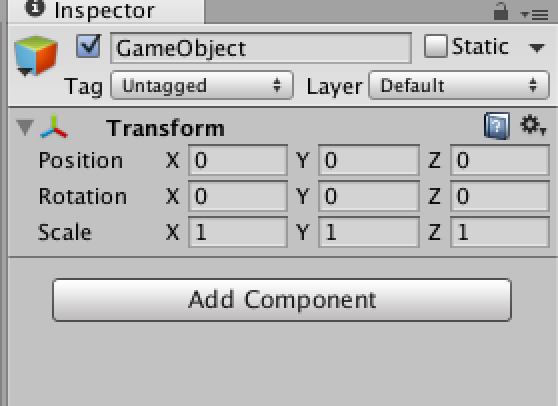 Inspector
GameObject Static
Tag Untagged Layer Default
Transform
Position X 0 Y 0 Z 0
Rotation X 0 Y 0 Z 0
Scale X 1 Y 1 Z 1
Add Component